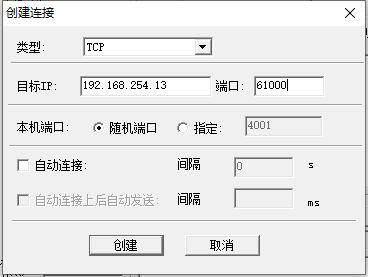 创建连接
类型: TCP
目标IP: 192.168.254.13 端口: 61000
本机端口: 随机端口 指定: 4001
自动连接: 间隔 0 s
自动连接上后自动发送: 间隔 ms
创建 取消